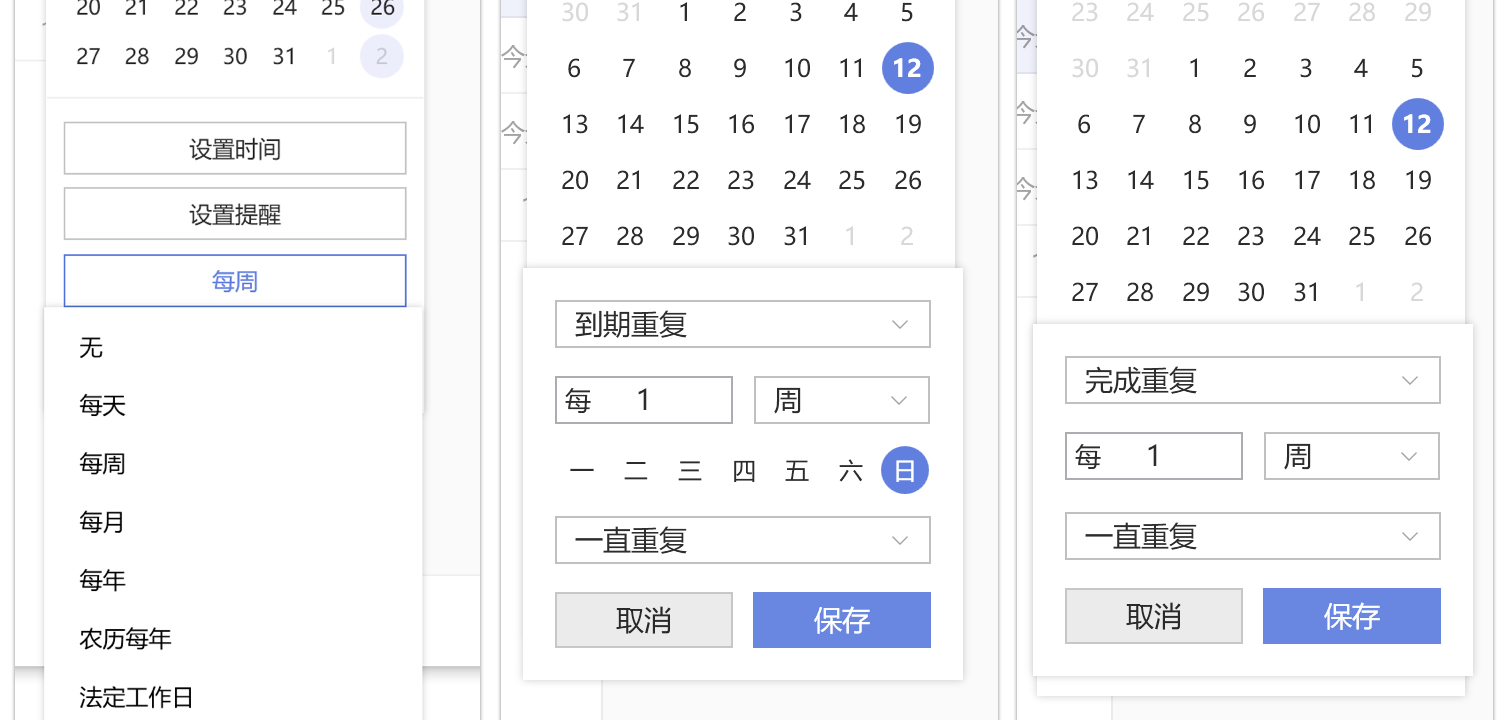 20 21 22 23 24 25 26
27 28 29 30 31 1 2
设置时间
设置提醒
每周
无
每天
每周
每月
每年
农历每年
法定工作日
今
今
30 31 1 2 3 4 5
6 7 8 9 10 11 12
13 14 15 16 17 18 19
20 21 22 23 24 25 26
27 28 29 30 31 1 2
到期重复
每 1 周
一 二 三 四 五 六 日
一直重复
取消 保存
今
今
今
23 24 25 26 27 28 29
30 31 1 2 3 4 5
6 7 8 9 10 11 12
13 14 15 16 17 18 19
20 21 22 23 24 25 26
27 28 29 30 31 1 2
完成重复
每 1 周
一直重复
取消 保存